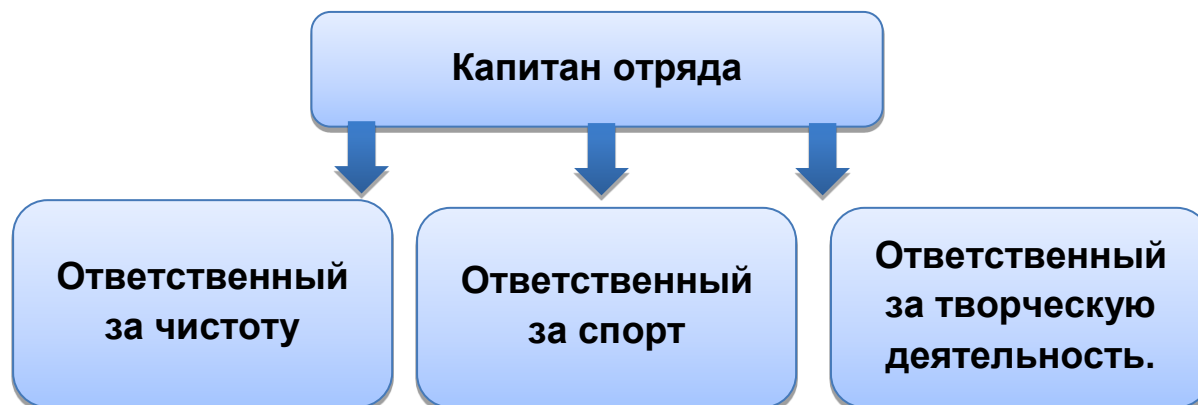 Капитан отряда
Ответственный
за чистоту
Ответственный
за спорт
Ответственный
за творческую
деятельность.